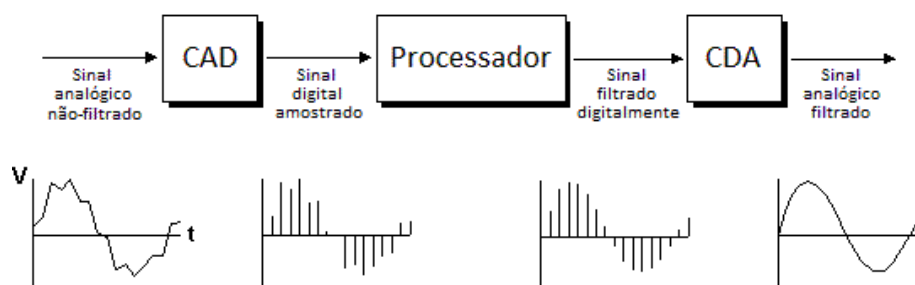 CAD
Processador
CDA
Sinal
analógico
não-filtrado
Sinal
digital
amostrado
Sinal
filtrado
digitalmente
Sinal
analógico
filtrado
V
t